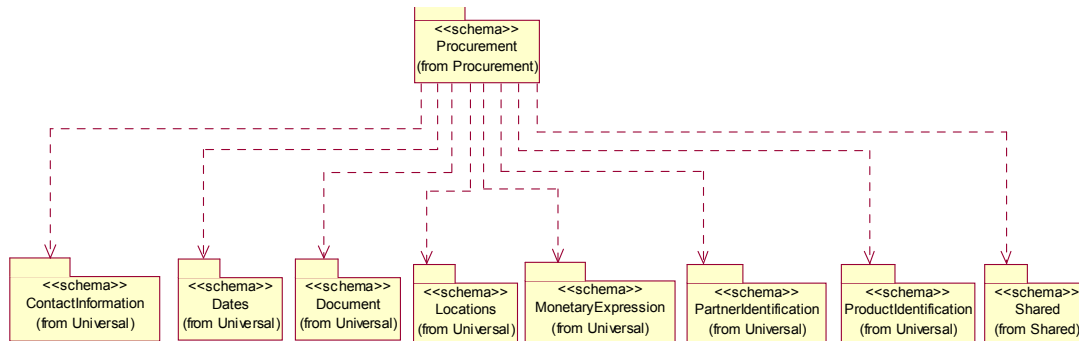 <<schema>>
Procurement
(from Procurement)
<<schema>>
ContactInformation
(from Universal)
<<schema>>
Dates
(from Universal)
<<schema>>
Document
(from Universal)
<<schema>>
Locations
(from Universal)
<<schema>>
MonetaryExpression
(from Universal)
<<schema>>
PartnerIdentification
(from Universal)
<<schema>>
ProductIdentification
(from Universal)
<<schema>>
Shared
(from Shared)